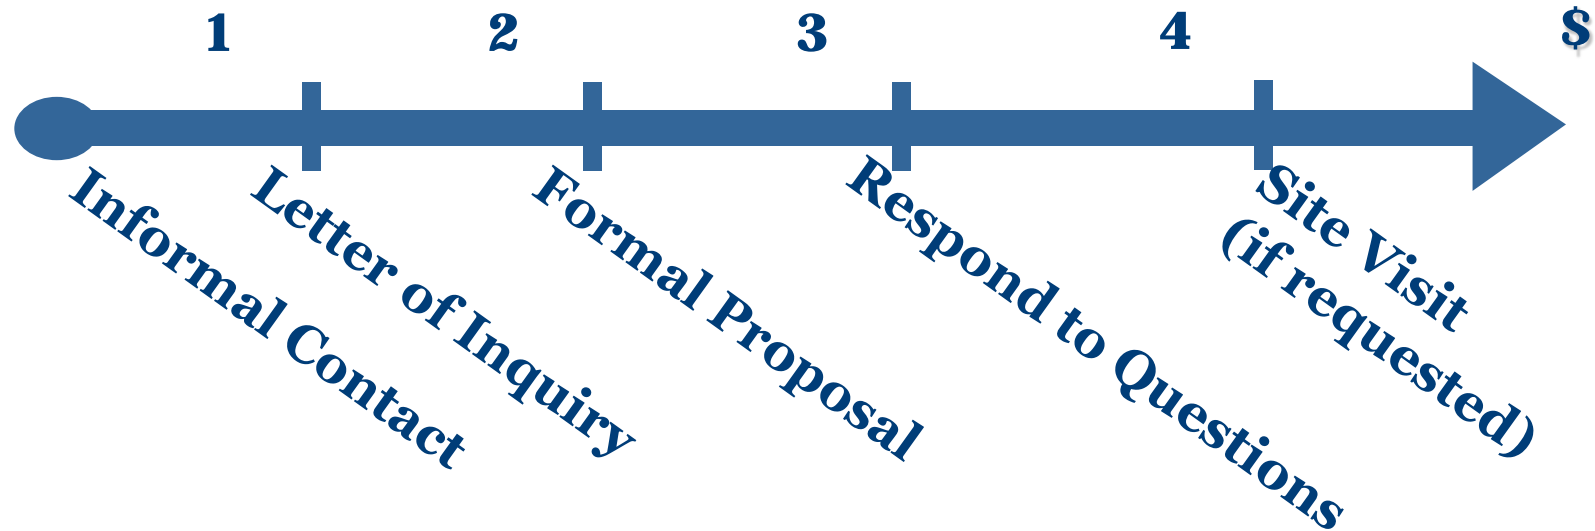 1
2
3
4
$
Informal Contact
Letter of Inquiry
Formal Proposal
Respond to Questions
Site Visit
(if requested)